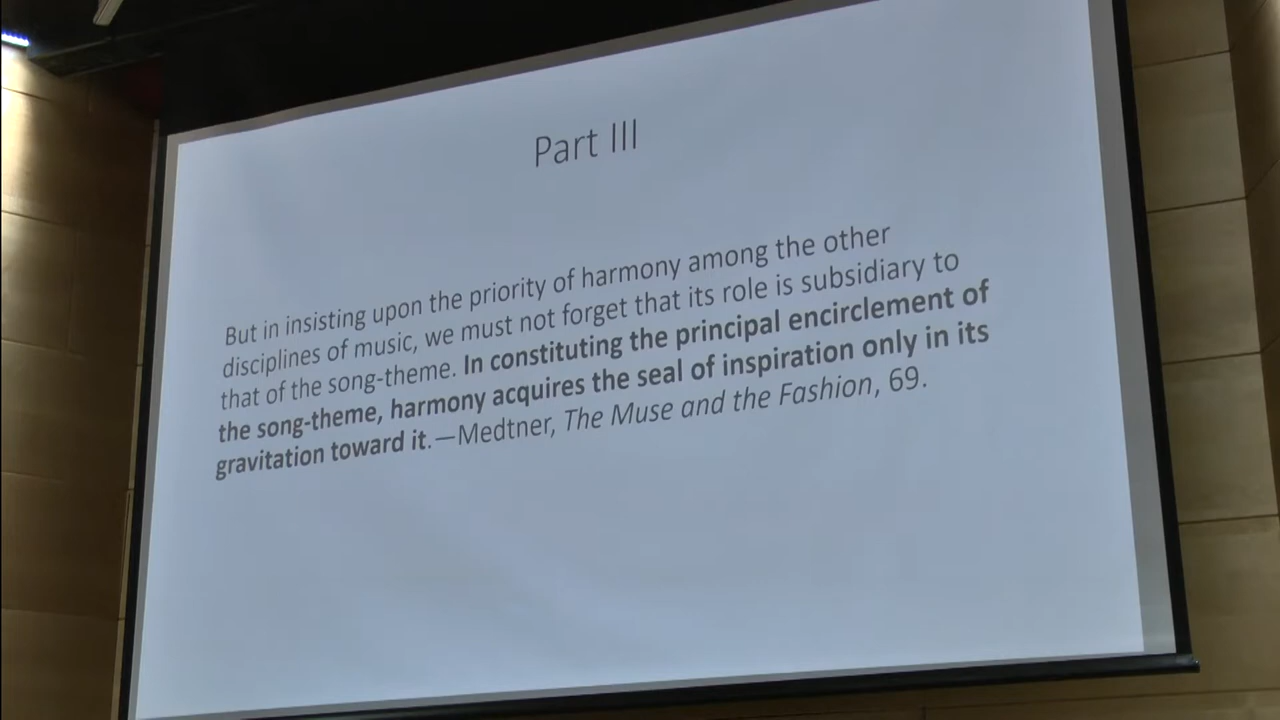 Part III
But in insisting upon the priority of harmony among the other
disciplines of music, we must not forget that its role is subsidiary to
that of the song-theme. In constituting the principal encirclement of
the song-theme, harmony acquires the seal of inspiration only in its
gravitation toward it.—Medtner, The Muse and the Fashion, 69.